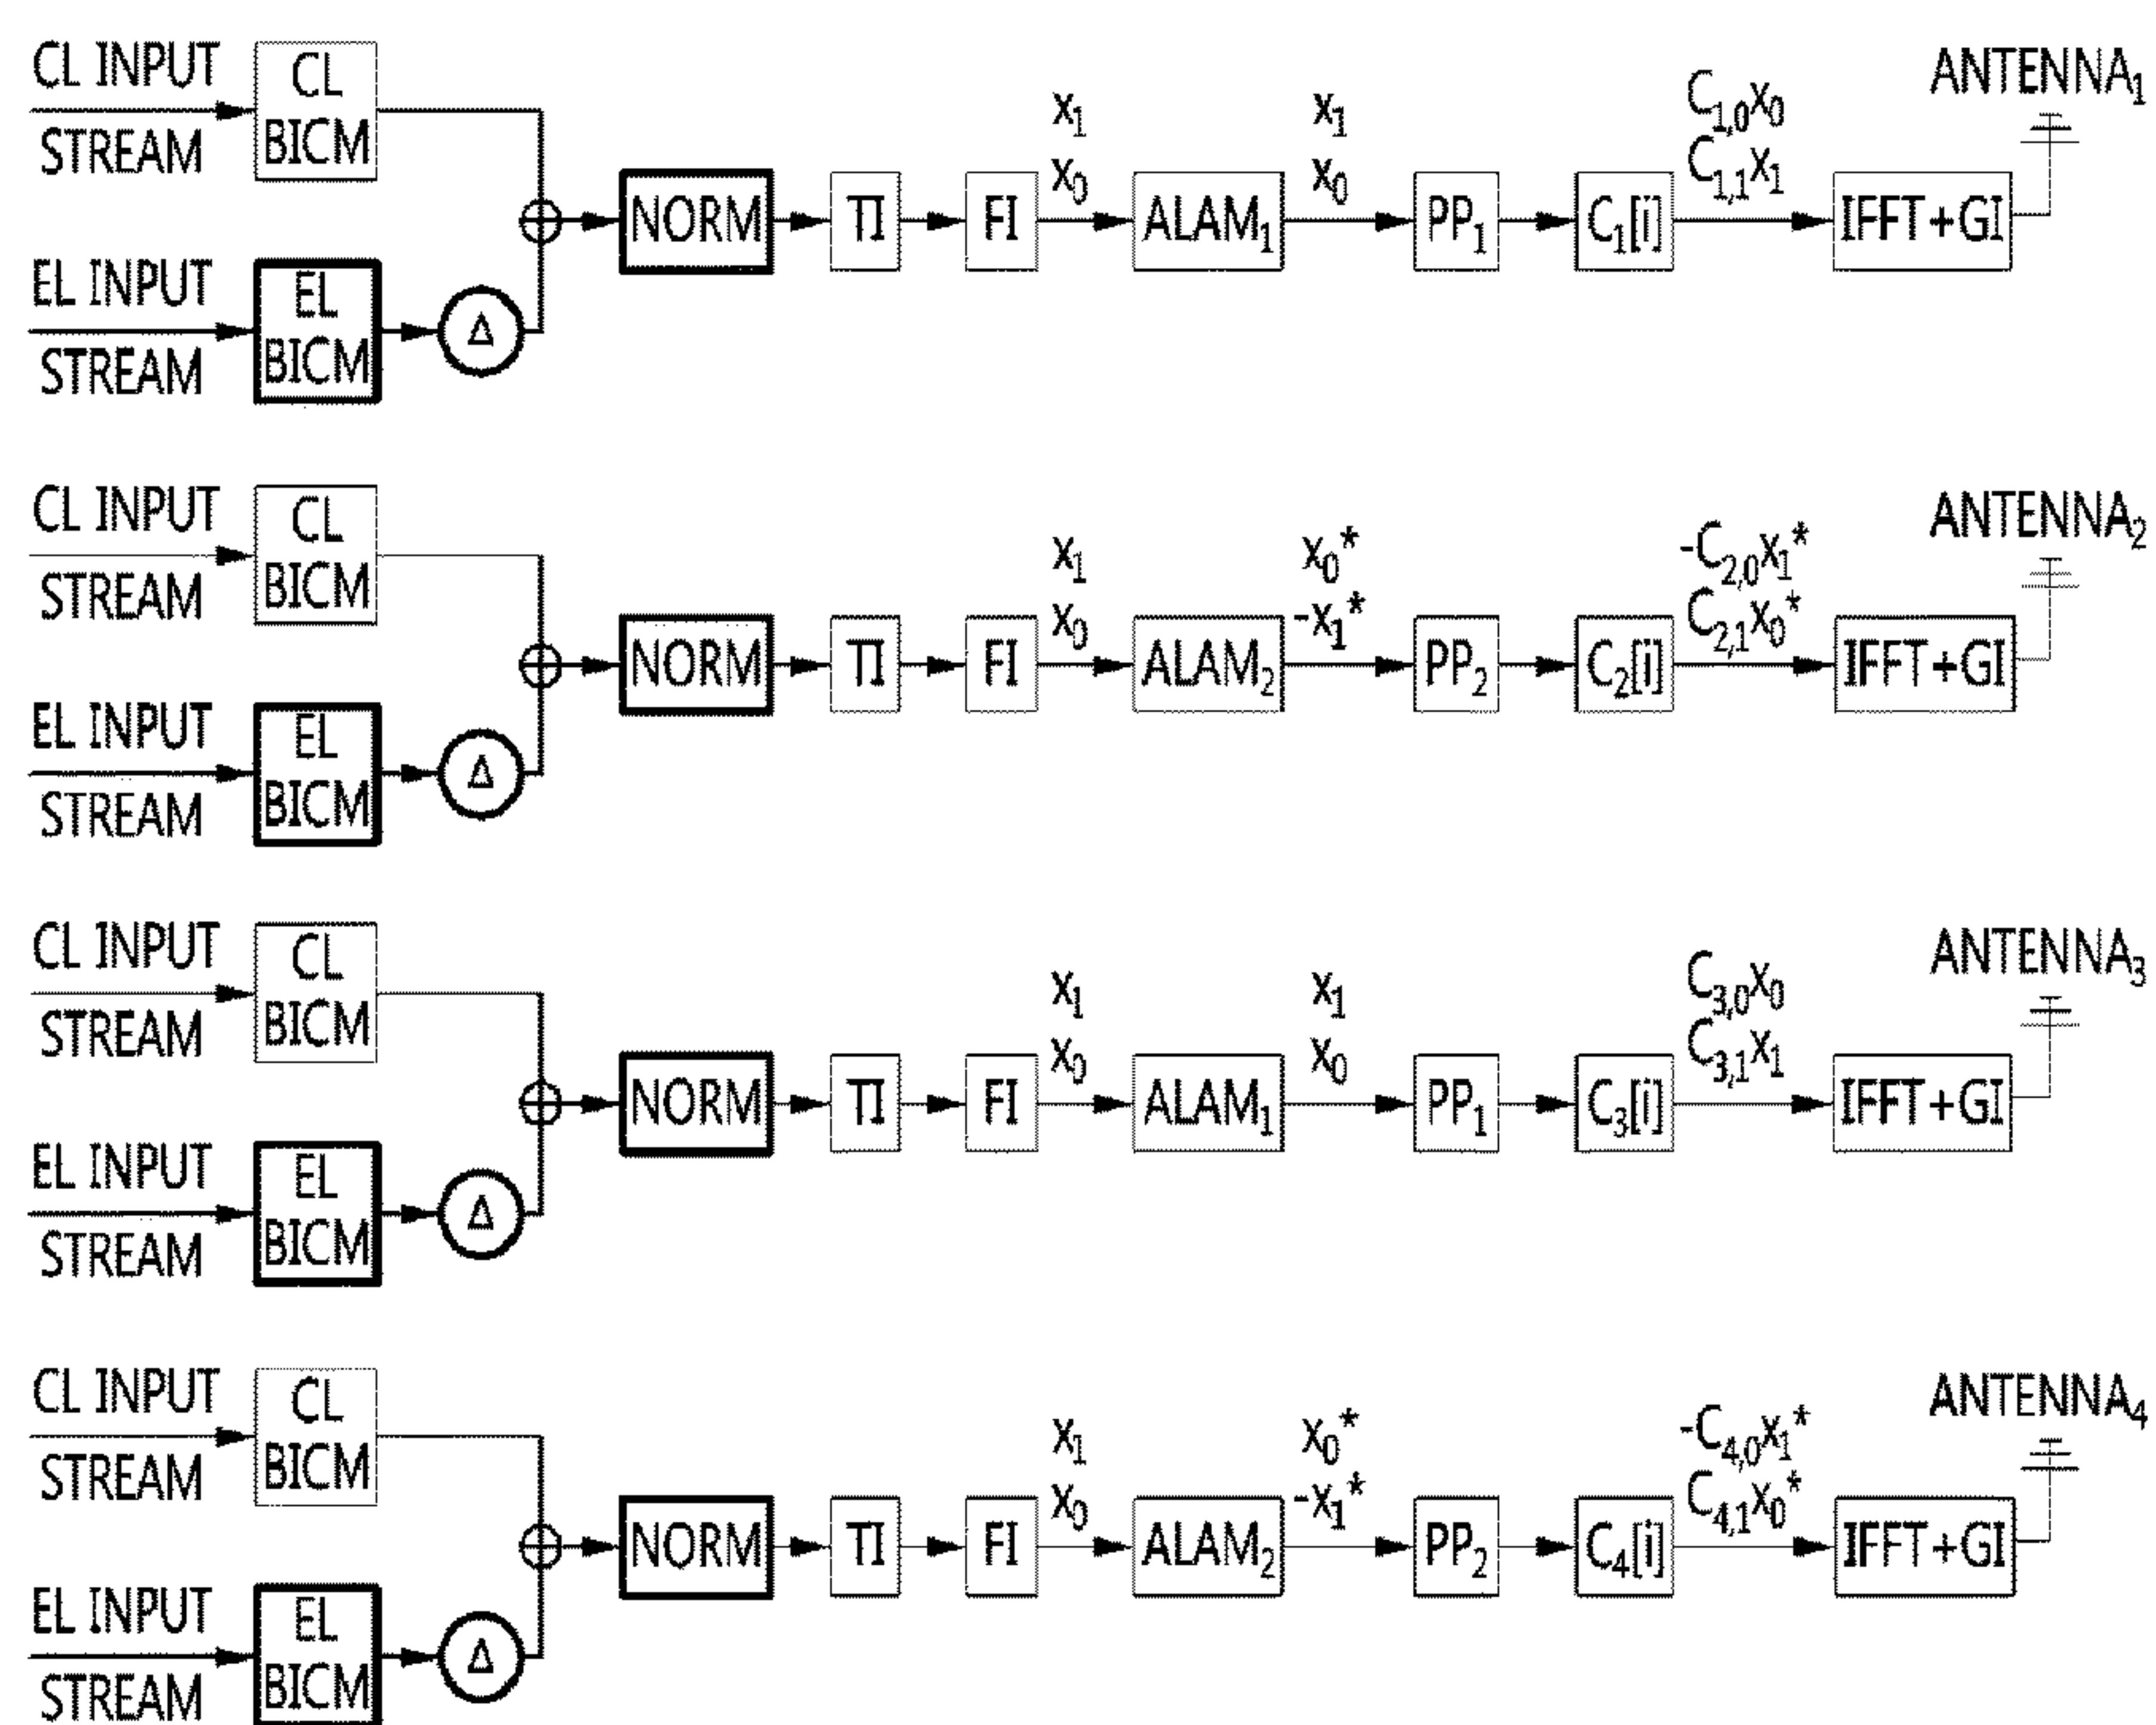 CL INPUT
STREAM
CL
BICM
EL INPUT
STREAM
EL
BICM
Δ
NORM
TI
FI
x₁
x₀
ALAM₁
x₁
x₀
PP₁
C₁[i]
C₁,₀x₀
C₁,₁x₁
IFFT+GI
ANTENNA₁
CL INPUT
STREAM
CL
BICM
EL INPUT
STREAM
EL
BICM
Δ
NORM
TI
FI
x₁
x₀
ALAM₂
x₀*
-x₁*
PP₂
C₂[i]
-C₂,₀x₁*
C₂,₁x₀*
IFFT+GI
ANTENNA₂
CL INPUT
STREAM
CL
BICM
EL INPUT
STREAM
EL
BICM
Δ
NORM
TI
FI
x₁
x₀
ALAM₁
x₁
x₀
PP₁
C₃[i]
C₃,₀x₀
C₃,₁x₁
IFFT+GI
ANTENNA₃
CL INPUT
STREAM
CL
BICM
EL INPUT
STREAM
EL
BICM
Δ
NORM
TI
FI
x₁
x₀
ALAM₂
x₀*
-x₁*
PP₂
C₄[i]
-C₄,₀x₁*
C₄,₁x₀*
IFFT+GI
ANTENNA₄